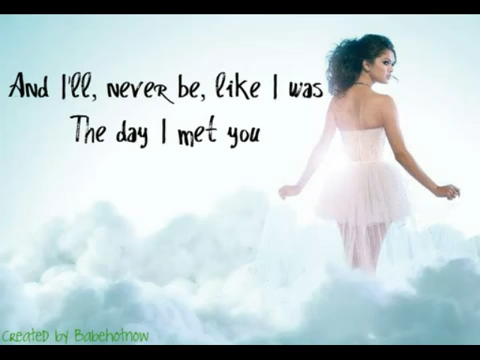 And I'll, never be, like I was
The day I met you
Created by Babehotnow